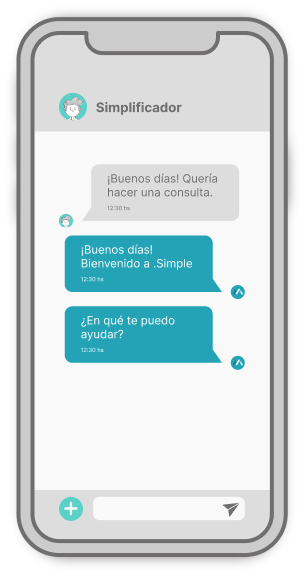 Simplificador
¡Buenos días! Quería
hacer una consulta.
12:30 hs
¡Buenos días!
Bienvenido a .Simple
12:30 hs
¿En qué te puedo
ayudar?
12:30 hs